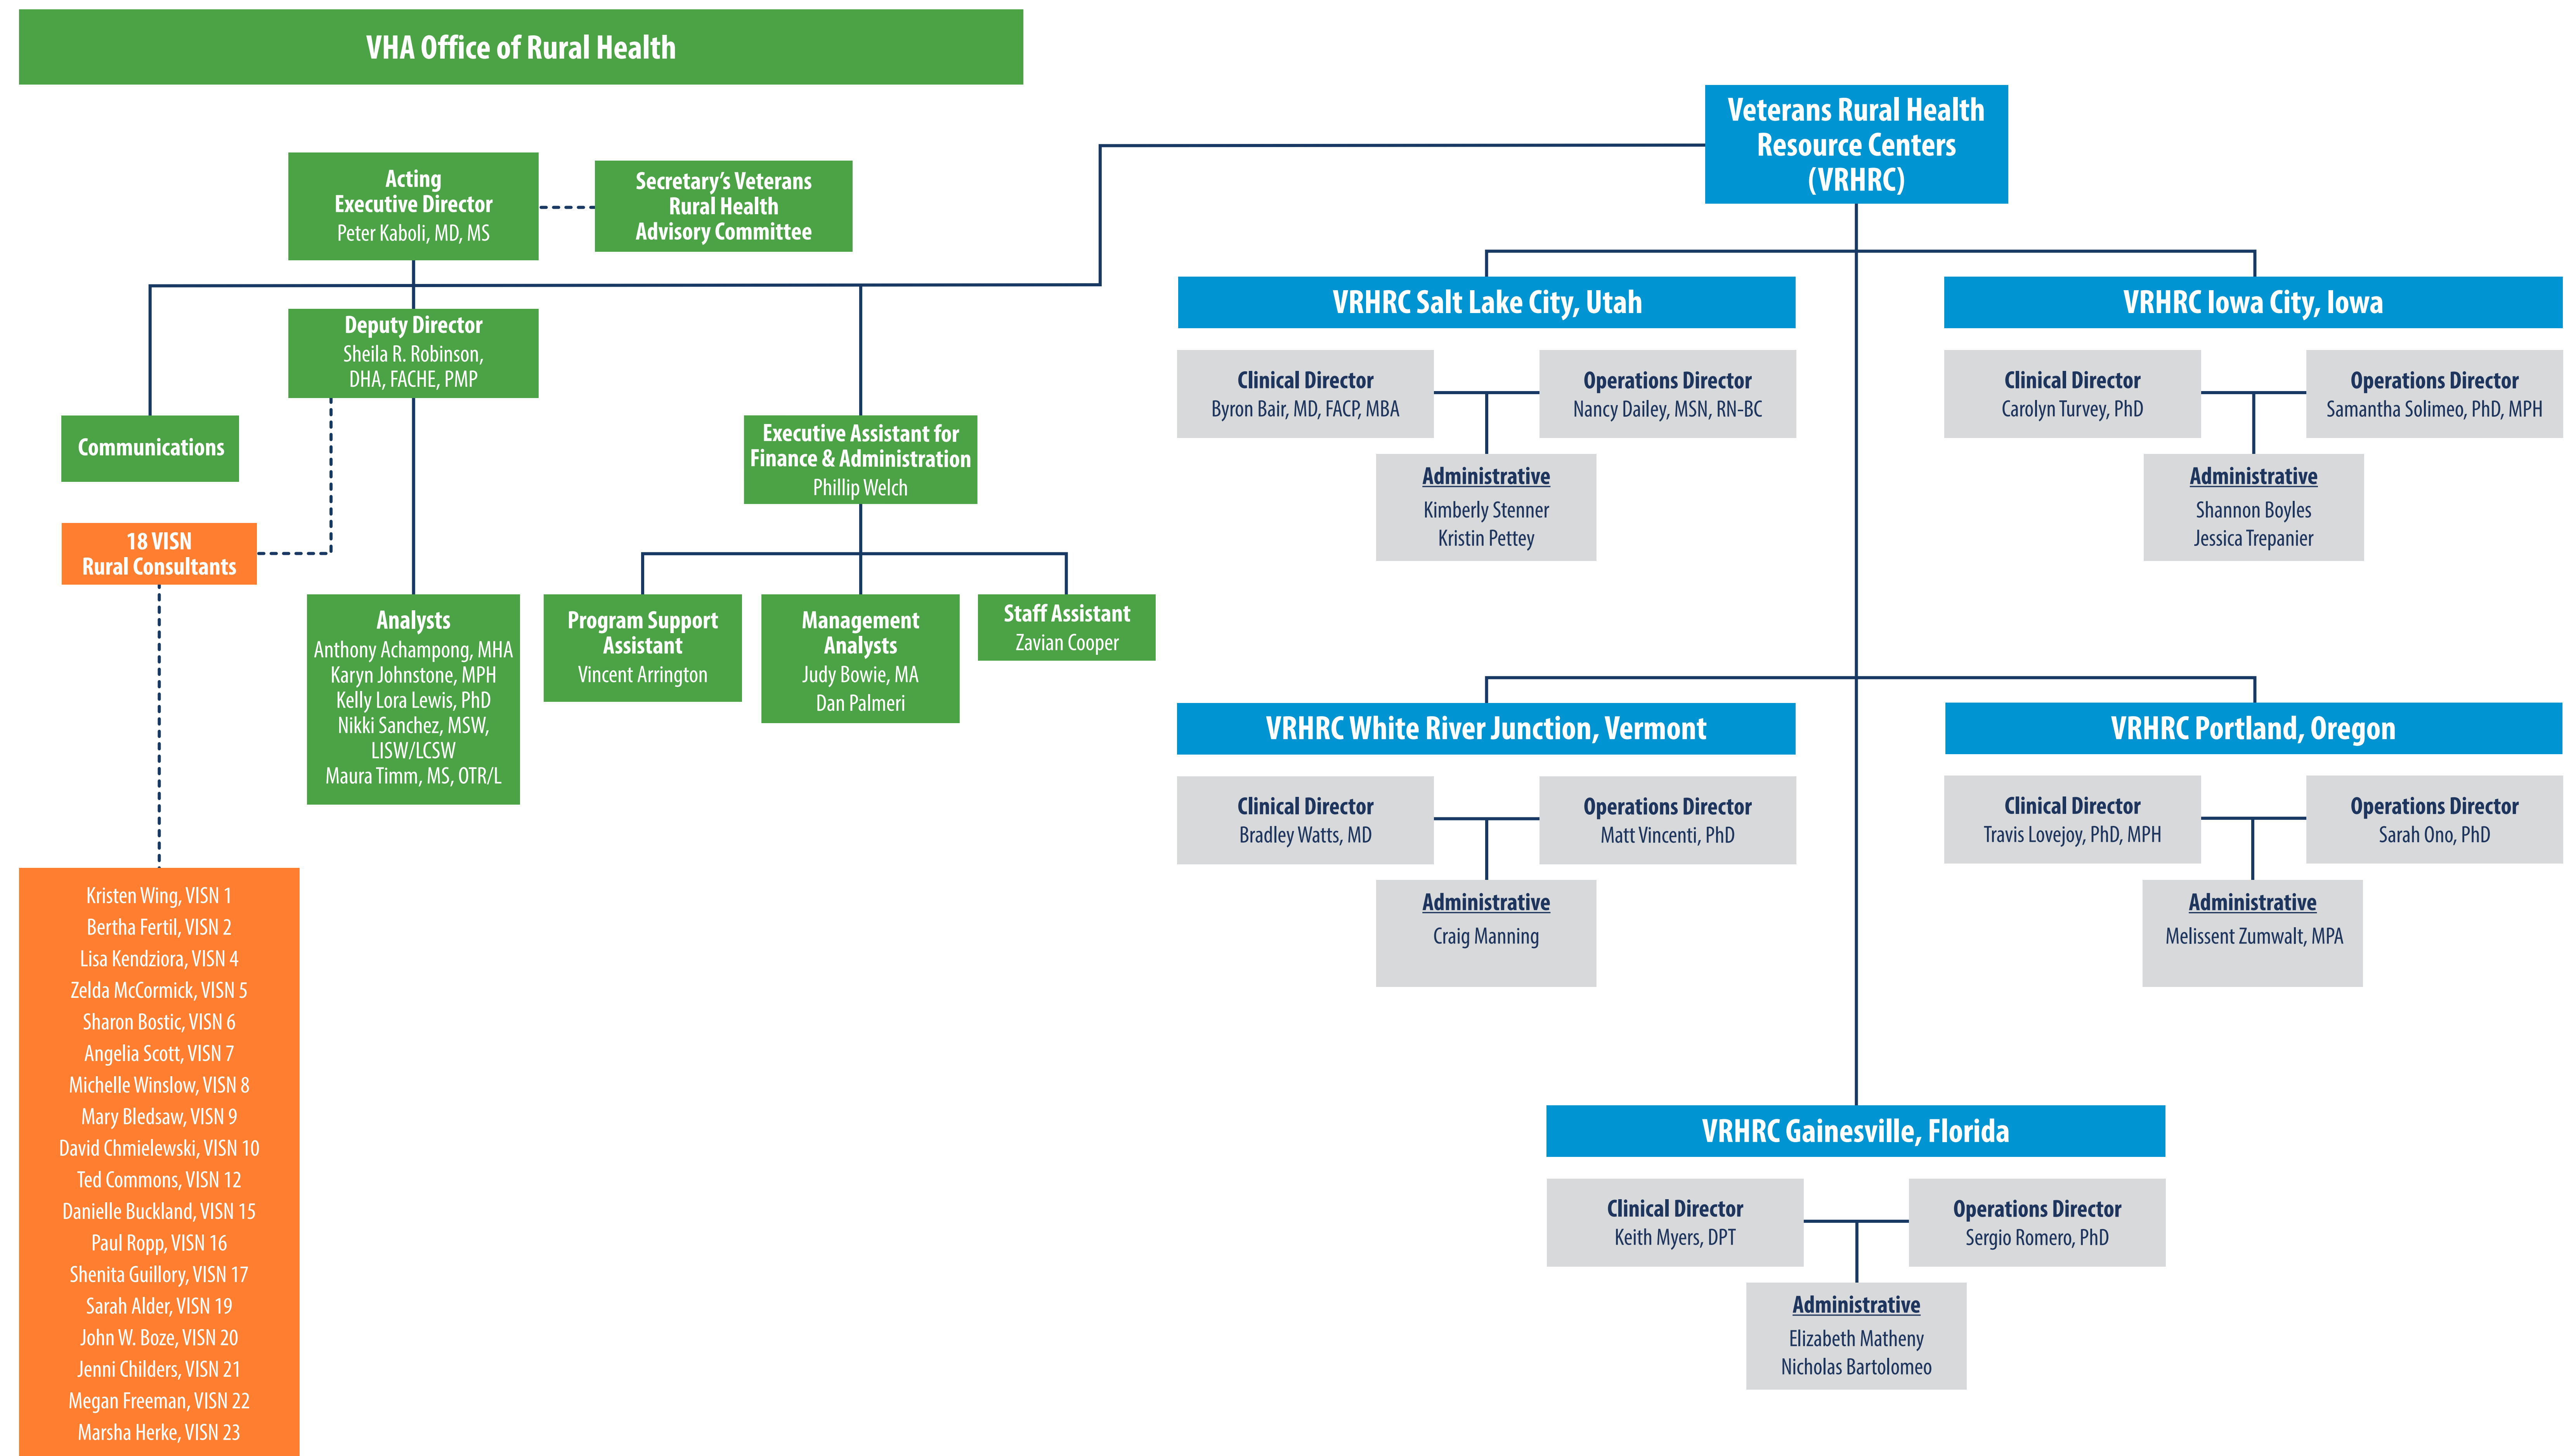 VHA Office of Rural Health
Acting
Executive Director
Peter Kaboli, MD, MS
Secretary’s Veterans
Rural Health
Advisory Committee
Deputy Director
Sheila R. Robinson,
DHA, FACHE, PMP
Communications
Executive Assistant for
Finance & Administration
Phillip Welch
18 VISN
Rural Consultants
Analysts
Anthony Achampong, MHA
Karyn Johnstone, MPH
Kelly Lora Lewis, PhD
Nikki Sanchez, MSW,
LISW/LCSW
Maura Timm, MS, OTR/L
Program Support
Assistant
Vincent Arrington
Management
Analysts
Judy Bowie, MA
Dan Palmeri
Staff Assistant
Zavian Cooper
Kristen Wing, VISN 1
Bertha Fertil, VISN 2
Lisa Kendziora, VISN 4
Zelda McCormick, VISN 5
Sharon Bostic, VISN 6
Angelia Scott, VISN 7
Michelle Winslow, VISN 8
Mary Bledsaw, VISN 9
David Chmielewski, VISN 10
Ted Commons, VISN 12
Danielle Buckland, VISN 15
Paul Ropp, VISN 16
Shenita Guillory, VISN 17
Sarah Alder, VISN 19
John W. Boze, VISN 20
Jenni Childers, VISN 21
Megan Freeman, VISN 22
Marsha Herke, VISN 23
Veterans Rural Health
Resource Centers
(VRHRC)
VRHRC Salt Lake City, Utah
Clinical Director
Byron Bair, MD, FACP, MBA
Operations Director
Nancy Dailey, MSN, RN-BC
Administrative
Kimberly Stenner
Kristin Pettey
VRHRC Iowa City, Iowa
Clinical Director
Carolyn Turvey, PhD
Operations Director
Samantha Solimeo, PhD, MPH
Administrative
Shannon Boyles
Jessica Trepanier
VRHRC White River Junction, Vermont
Clinical Director
Bradley Watts, MD
Operations Director
Matt Vincenti, PhD
Administrative
Craig Manning
VRHRC Portland, Oregon
Clinical Director
Travis Lovejoy, PhD, MPH
Operations Director
Sarah Ono, PhD
Administrative
Melissent Zumwalt, MPA
VRHRC Gainesville, Florida
Clinical Director
Keith Myers, DPT
Operations Director
Sergio Romero, PhD
Administrative
Elizabeth Matheny
Nicholas Bartolomeo